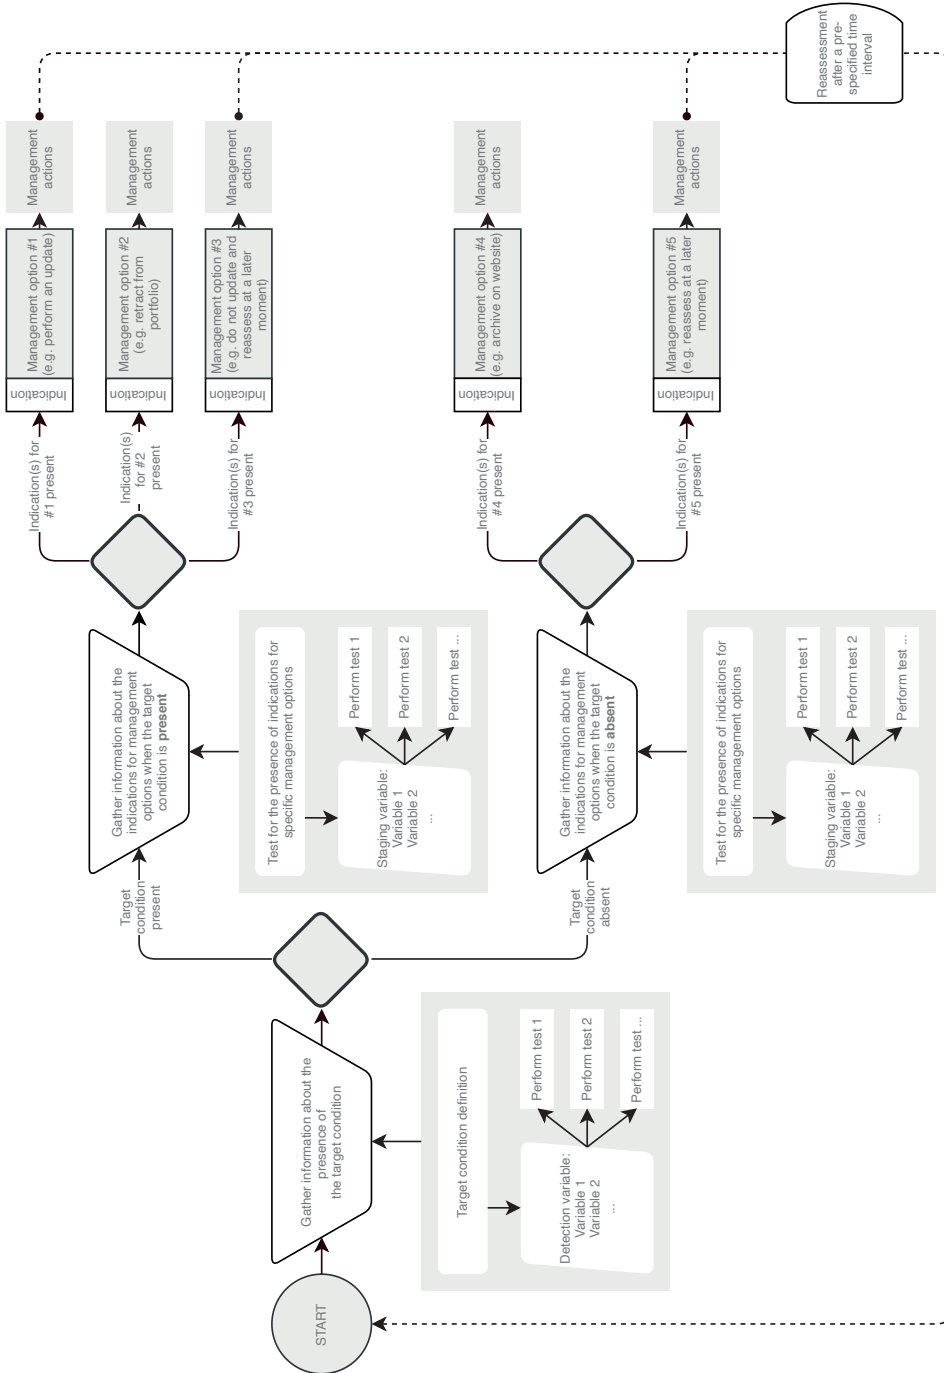 START
Gather information about the
presence of
the target condition
Target condition definition
Detection variable:
Variable 1
Variable 2
...
Perform test 1
Perform test 2
Perform test ...
Target
condition
present
Gather information about the
indications for management
options when the target
condition is present
Test for the presence of indications for
specific management options
Staging variable:
Variable 1
Variable 2
...
Perform test 1
Perform test 2
Perform test ...
Target
condition
absent
Gather information about the
indications for management
options when the target
condition is absent
Test for the presence of indications for
specific management options
Staging variable:
Variable 1
Variable 2
...
Perform test 1
Perform test 2
Perform test ...
Indication(s) for
#1 present
Indication
Management option #1
(e.g. perform an update)
Management
actions
Indication(s)
for #2
present
Indication
Management option #2
(e.g. retract from
portfolio)
Management
actions
Indication(s) for
#3 present
Indication
Management option #3
(e.g. do not update and
reassess at a later
moment)
Management
actions
Indication(s) for
#4 present
Indication
Management option #4
(e.g. archive on website)
Management
actions
Indication(s) for
#5 present
Indication
Management option #5
(e.g. reassess at a later
moment)
Management
actions
Reassessment
after a pre-
specified time
interval